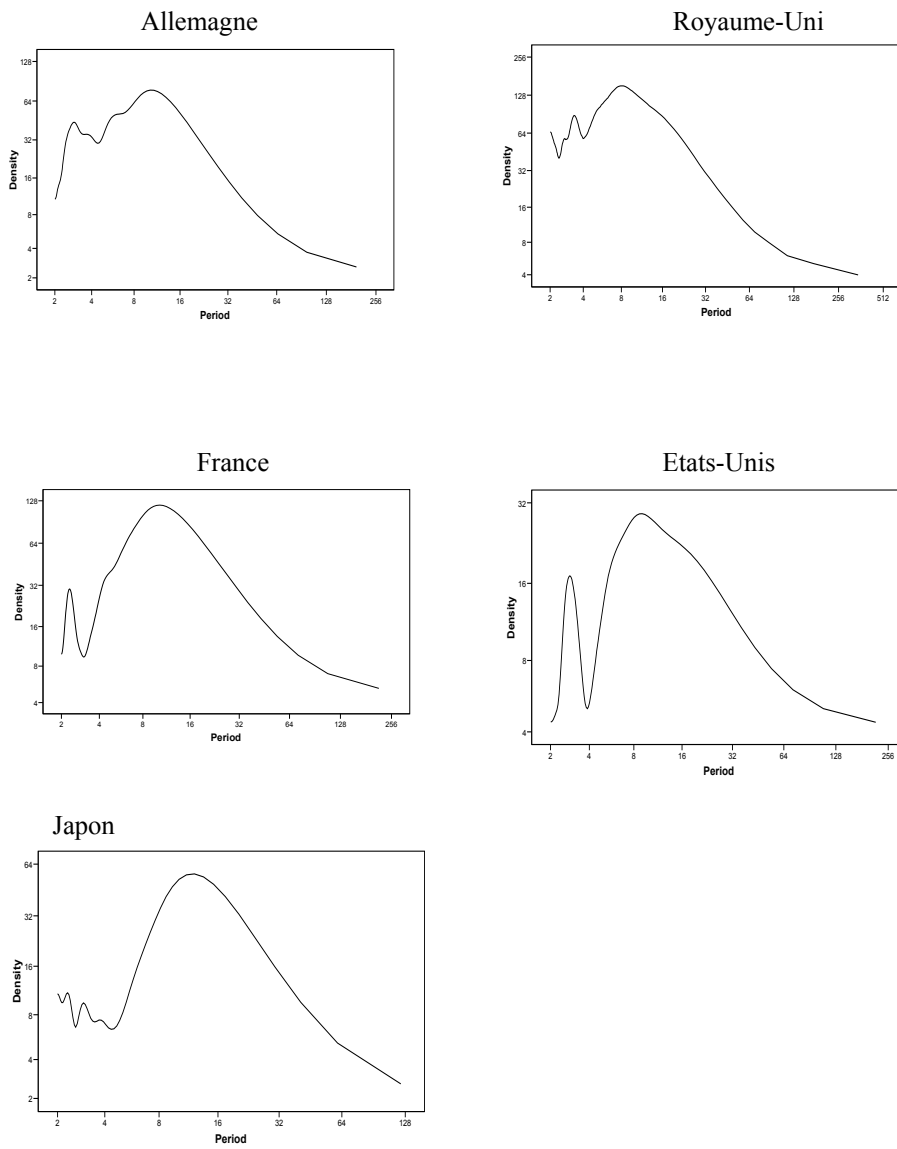 Allemagne
128
64
32
16
8
4
2
Density
2 4 8 16 32 64 128 256
Period
Royaume-Uni
256
128
64
32
16
8
4
Density
2 4 8 16 32 64 128 256 512
Period
France
128
64
32
16
8
4
Density
2 4 8 16 32 64 128 256
Period
Etats-Unis
32
16
8
4
Density
2 4 8 16 32 64 128 256
Period
Japon
64
32
16
8
4
2
Density
2 4 8 16 32 64 128
Period